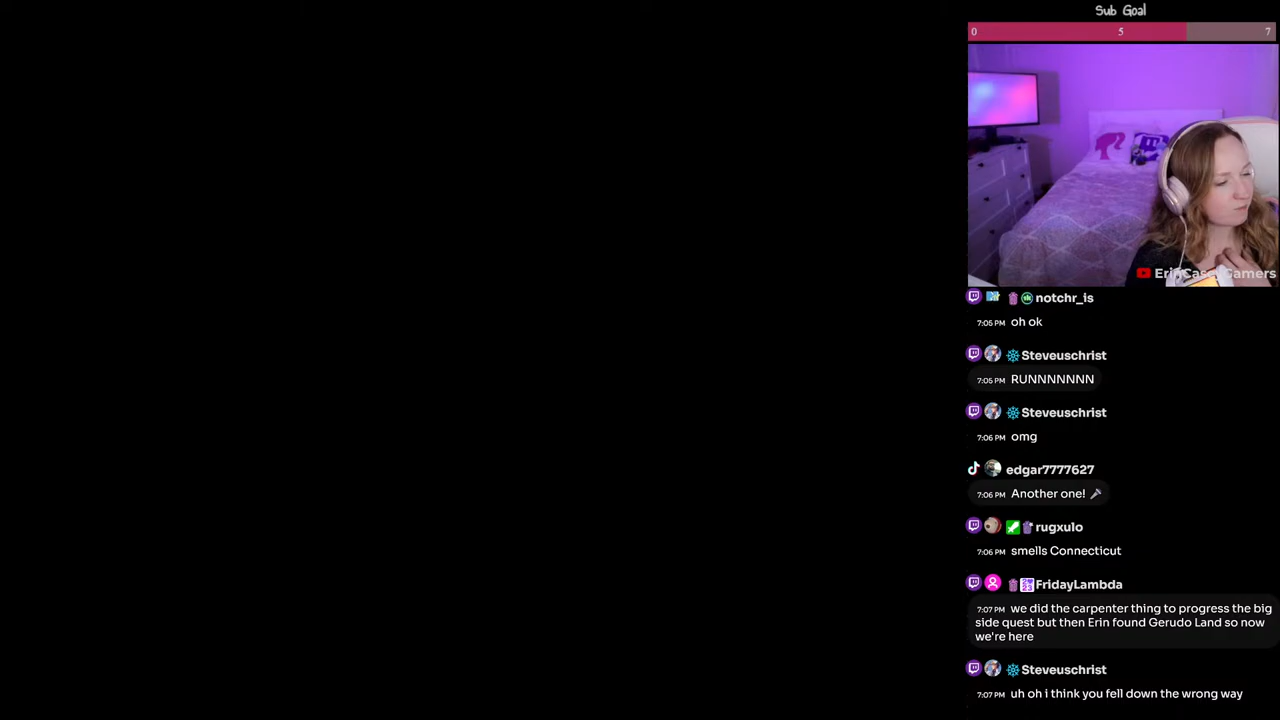 Sub Goal
0 5 7
ErinCaseyGamers
notchr_is
7:05 PM oh ok
Steveuschrist
7:05 PM RUNNNNNNN
Steveuschrist
7:06 PM omg
edgar7777627
7:06 PM Another one!
rugxulo
7:06 PM smells Connecticut
FridayLambda
7:07 PM we did the carpenter thing to progress the big
side quest but then Erin found Gerudo Land so now
we're here
Steveuschrist
7:07 PM uh oh i think you fell down the wrong way